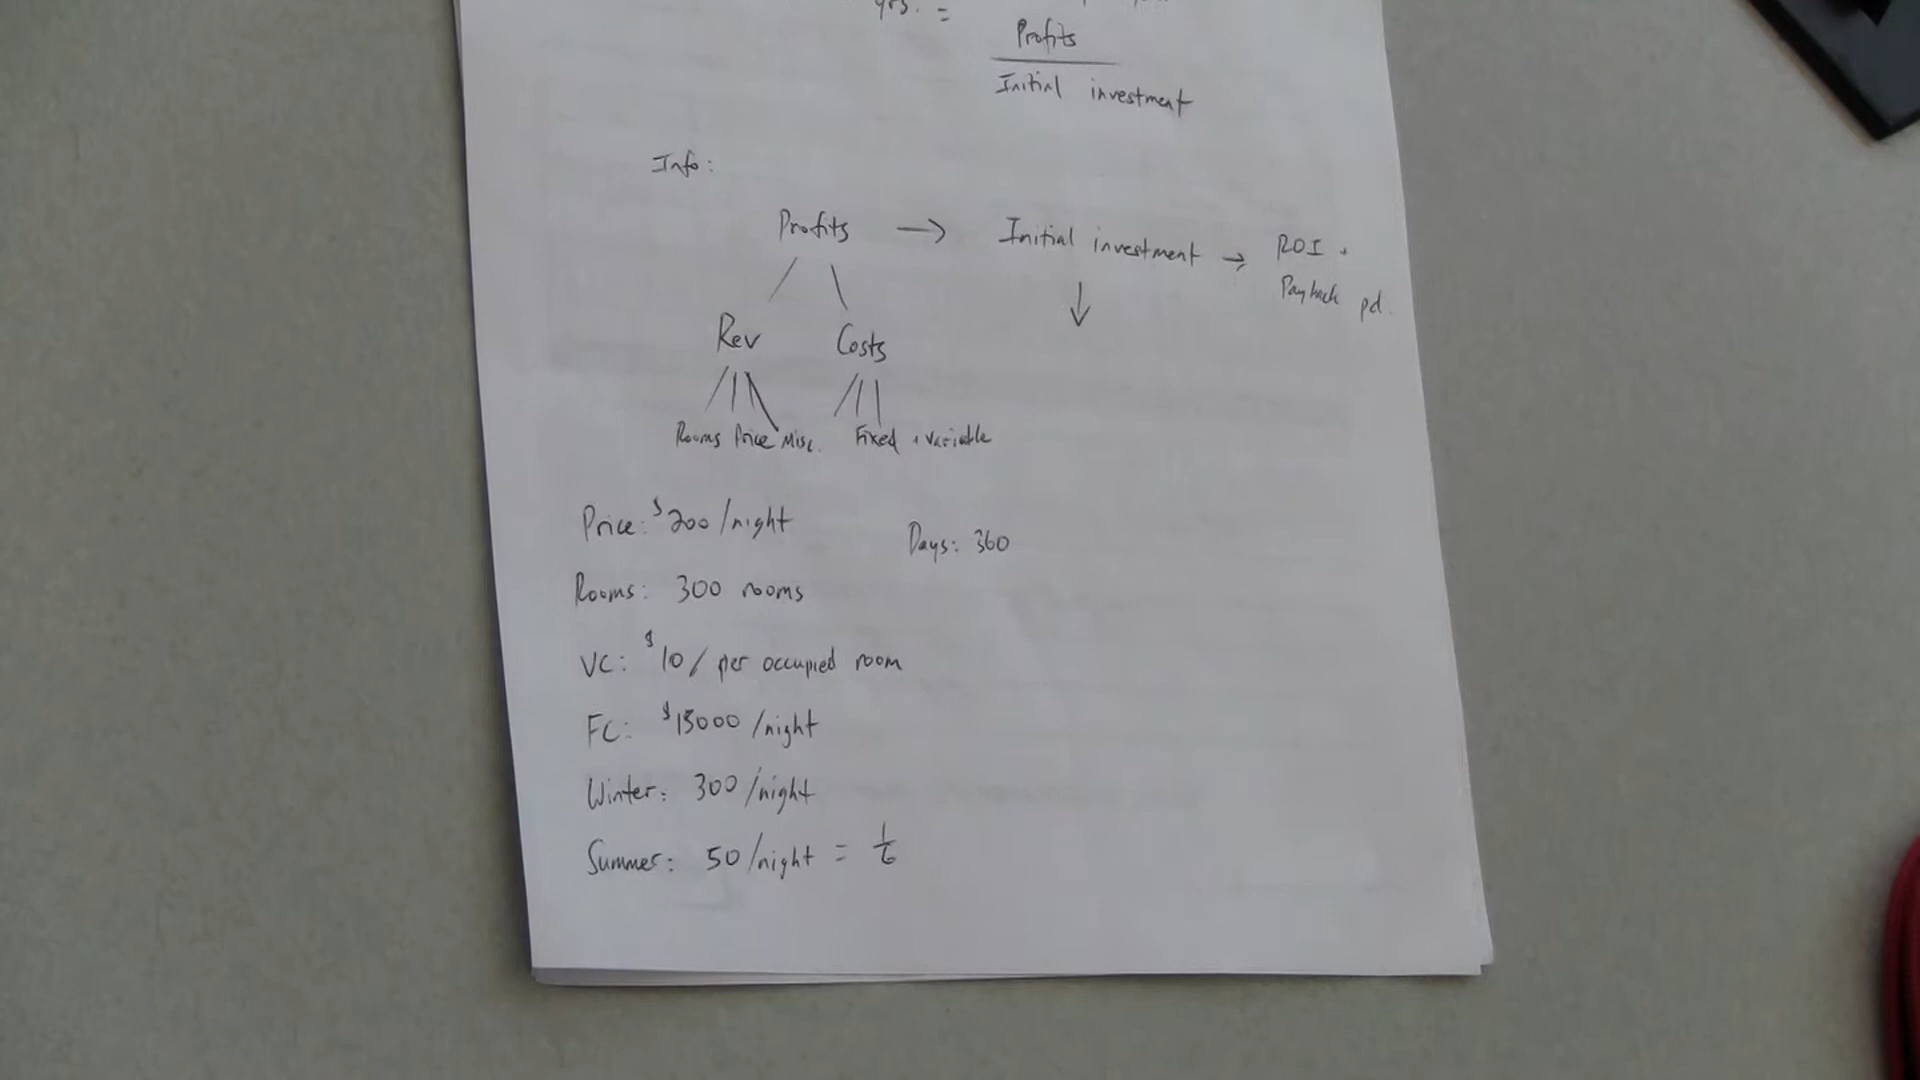 yrs. =
Profits
Initial investment
Info:
Profits → Initial investment → ROI +
Payback pd.
↓
Rev Costs
Rooms Price Misc. Fixed + variable
Price: $200/night Days: 360
Rooms: 300 rooms
VC: $10/per occupied room
FC: $15000/night
Winter: 300/night
Summer: 50/night = 1/6